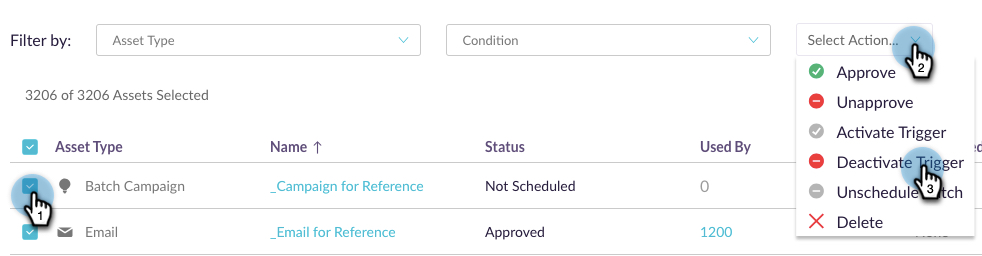 Filter by:
Asset Type
Condition
Select Action...
2
Approve
Unapprove
Activate Trigger
Deactivate Trigger
3
Unschedule
Delete
3206 of 3206 Assets Selected
Asset Type
Name ↑
Status
Used By
Batch Campaign
_Campaign for Reference
Not Scheduled
0
1
Email
_Email for Reference
Approved
1200